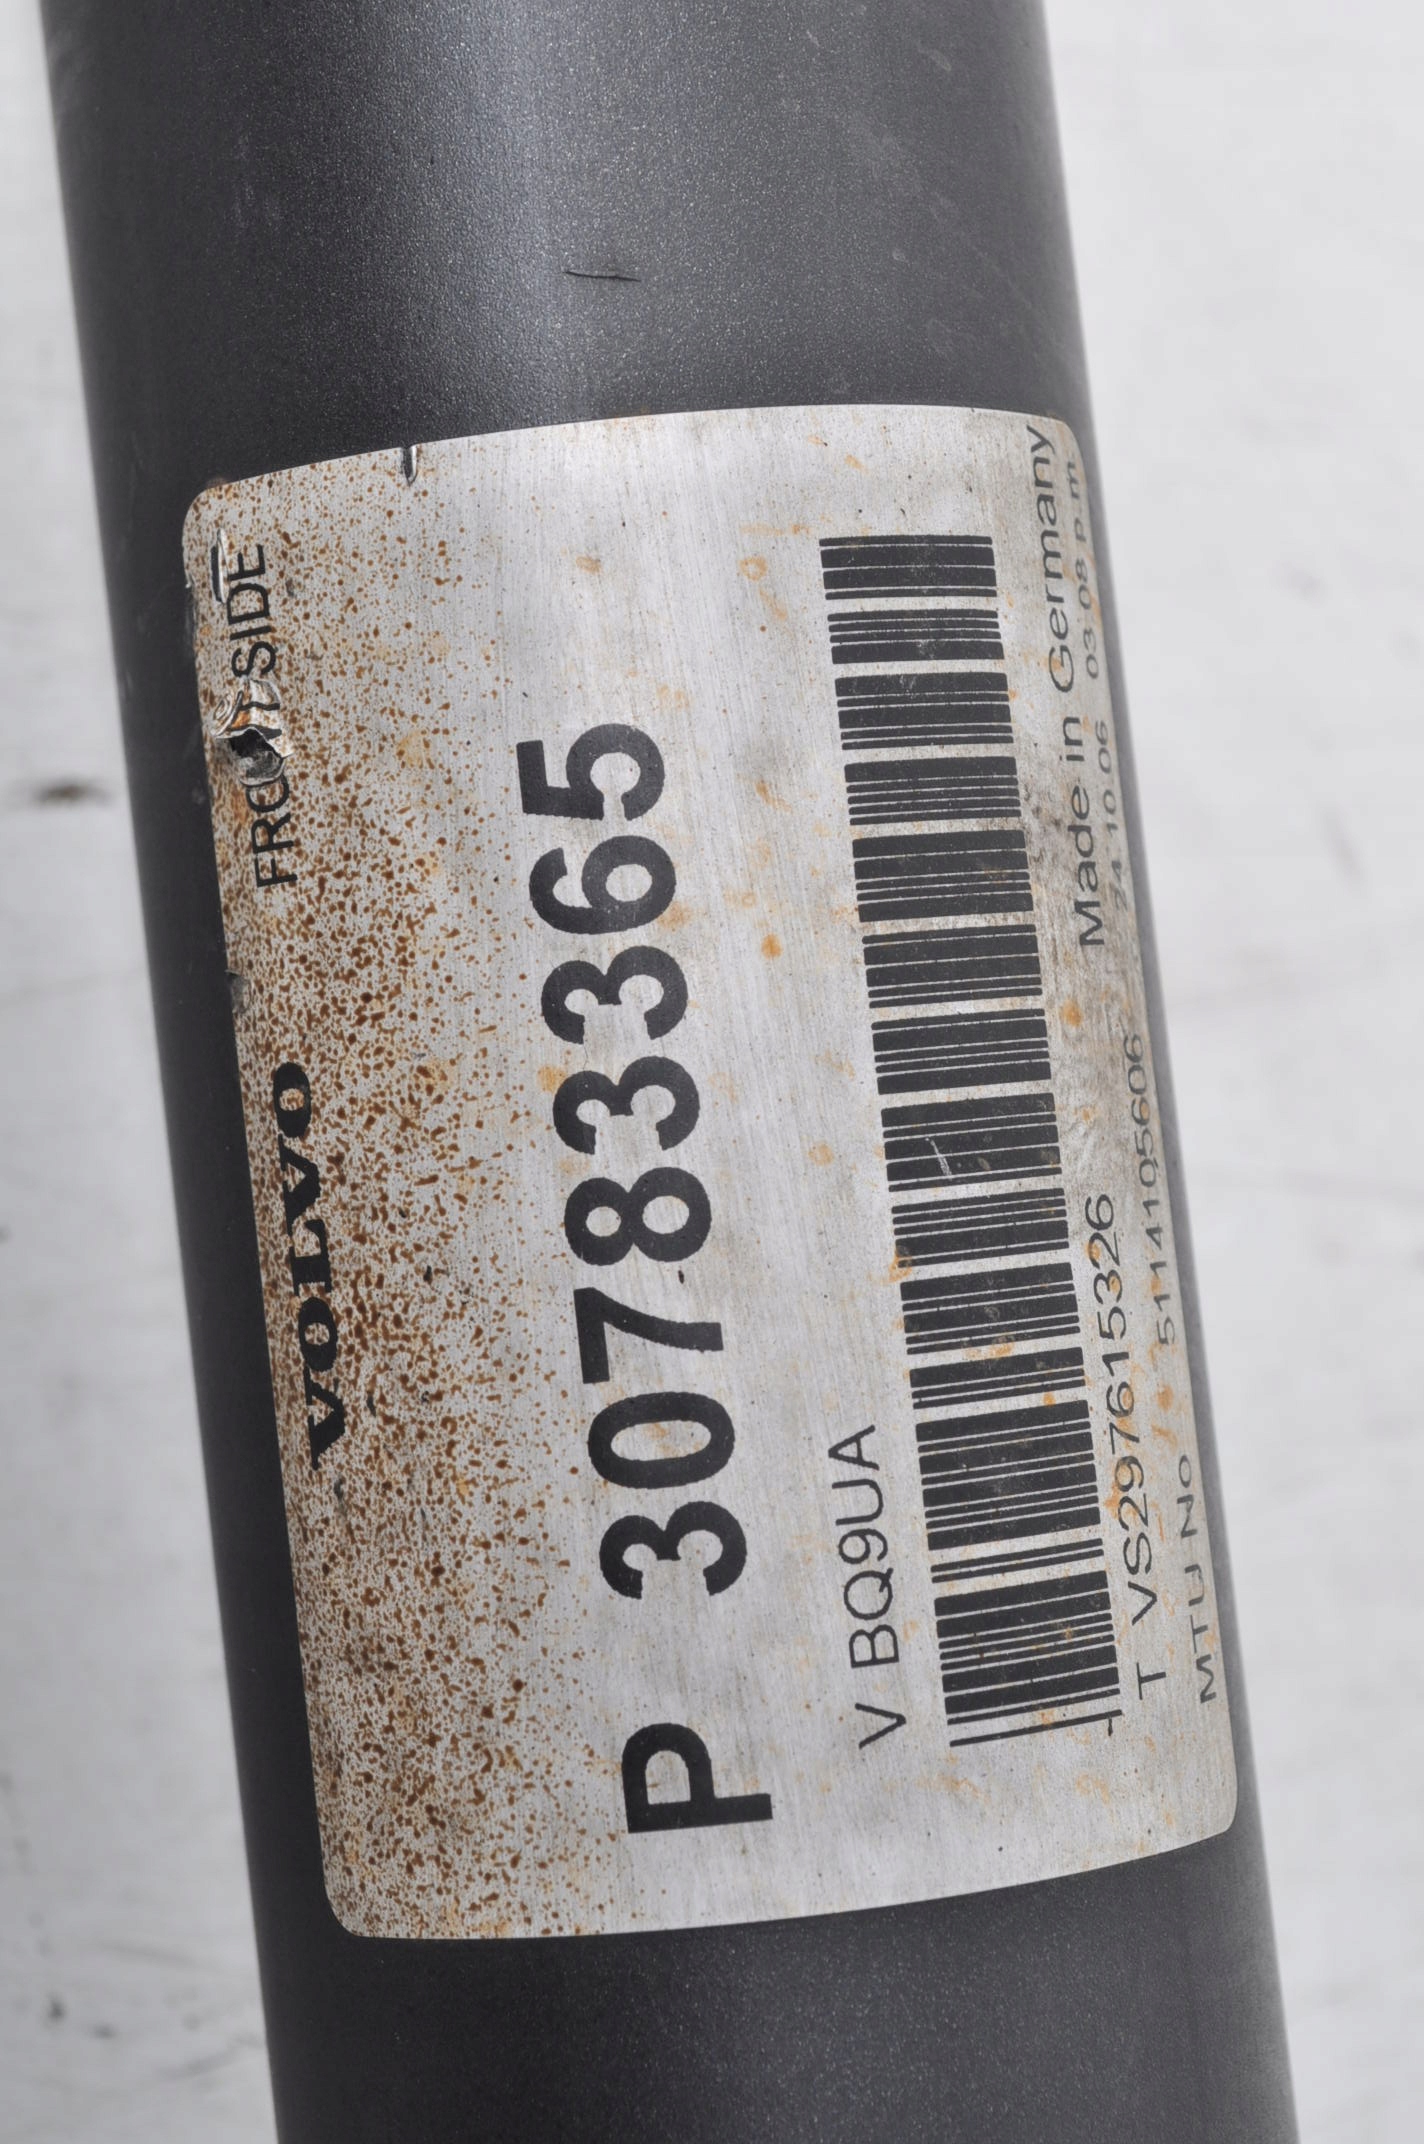 VOLVO FRONT SIDE
P 30783365
V BQ9UA
T VS297615326 Made in Germany
MTU No 5114105606 24.10.06 03:08 p.m